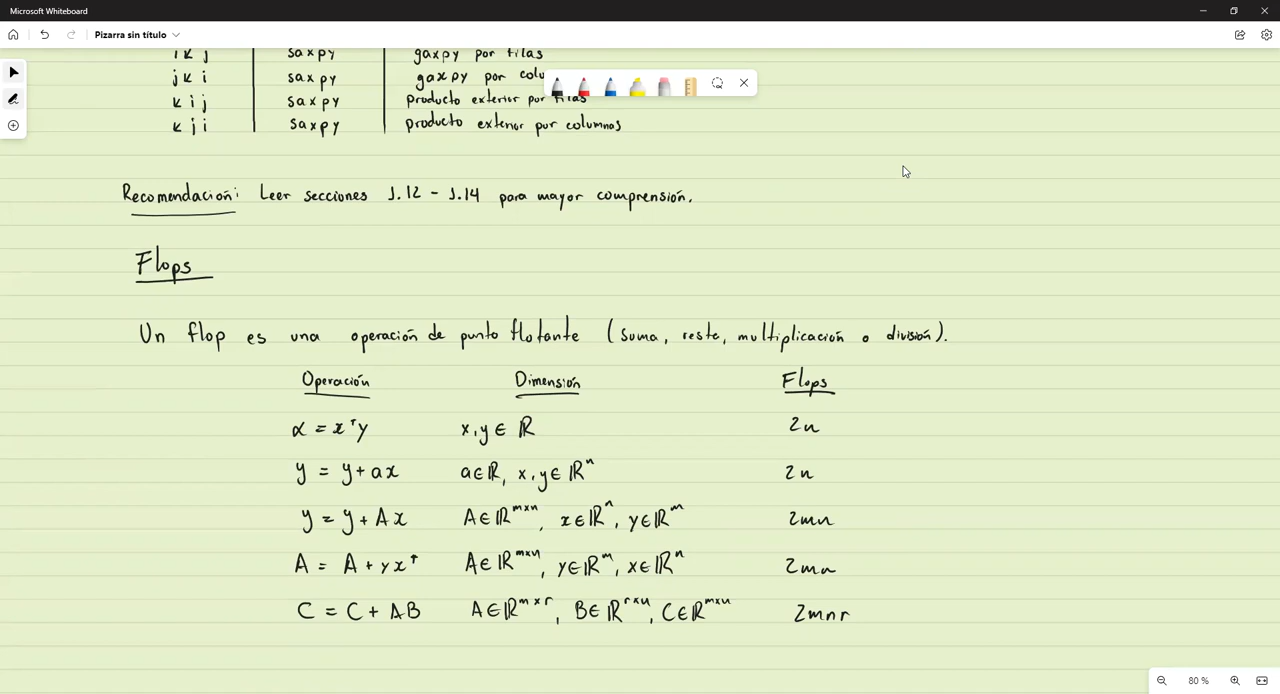 Microsoft Whiteboard
Pizarra sin título
i k j saxpy gaxpy por filas
j k i saxpy gaxpy por colu
k i j saxpy producto exterior por filas
k j i saxpy producto exterior por columnas
Recomendación: Leer secciones 1.12 - 1.14 para mayor comprensión.
Flops
Un flop es una operación de punto flotante (suma, resta, multiplicación o división).
Operación Dimensión Flops
α = xᵀy x,y ∈ ℝ 2n
y = y + ax a∈ℝ, x,y∈ℝⁿ 2n
y = y + Ax A∈ℝᵐˣⁿ, x∈ℝⁿ, y∈ℝᵐ 2mn
A = A + yxᵀ A∈ℝᵐˣⁿ, y∈ℝᵐ, x∈ℝⁿ 2mn
C = C + AB A∈ℝᵐˣʳ, B∈ℝʳˣⁿ, C∈ℝᵐˣⁿ 2mnr
80 %